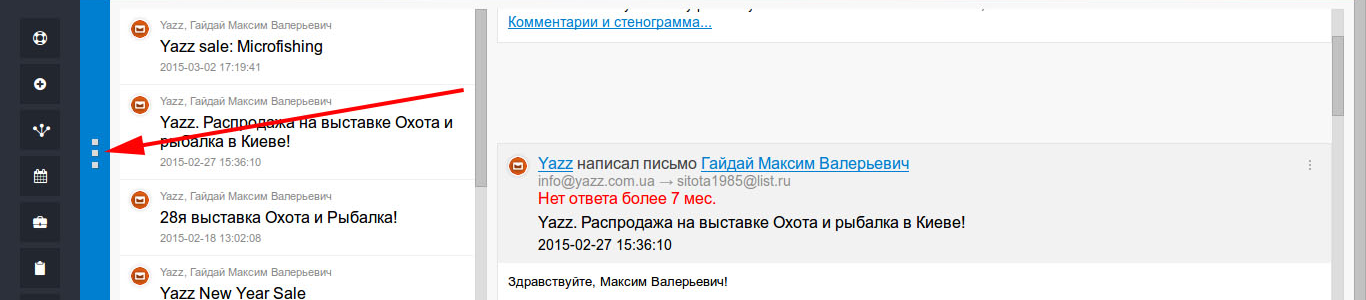 Yazz, Гайдай Максим Валерьевич
Yazz sale: Microfishing
2015-03-02 17:19:41
Yazz, Гайдай Максим Валерьевич
Yazz. Распродажа на выставке Охота и
рыбалка в Киеве!
2015-02-27 15:36:10
Yazz, Гайдай Максим Валерьевич
28я выставка Охота и Рыбалка!
2015-02-18 13:02:08
Yazz, Гайдай Максим Валерьевич
Yazz New Year Sale
Комментарии и стенограмма...
Yazz написал письмо Гайдай Максим Валерьевич
info@yazz.com.ua → sitota1985@list.ru
Нет ответа более 7 мес.
Yazz. Распродажа на выставке Охота и рыбалка в Киеве!
2015-02-27 15:36:10
Здравствуйте, Максим Валерьевич!